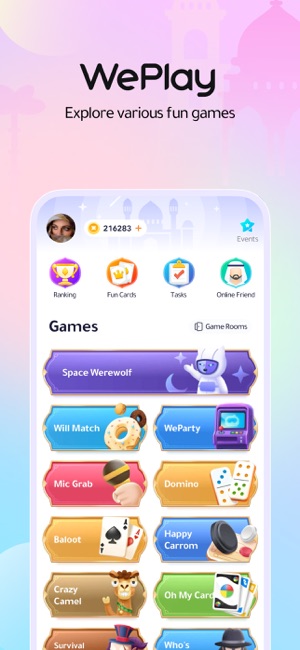 WePlay
Explore various fun games
216283 +
Events
Ranking
Fun Cards
Tasks
Online Friend
Games
Game Rooms
Space Werewolf
Will Match
WeParty
Mic Grab
Domino
Baloot
Happy
Carrom
Crazy
Camel
Oh My Card
Survival
Who's